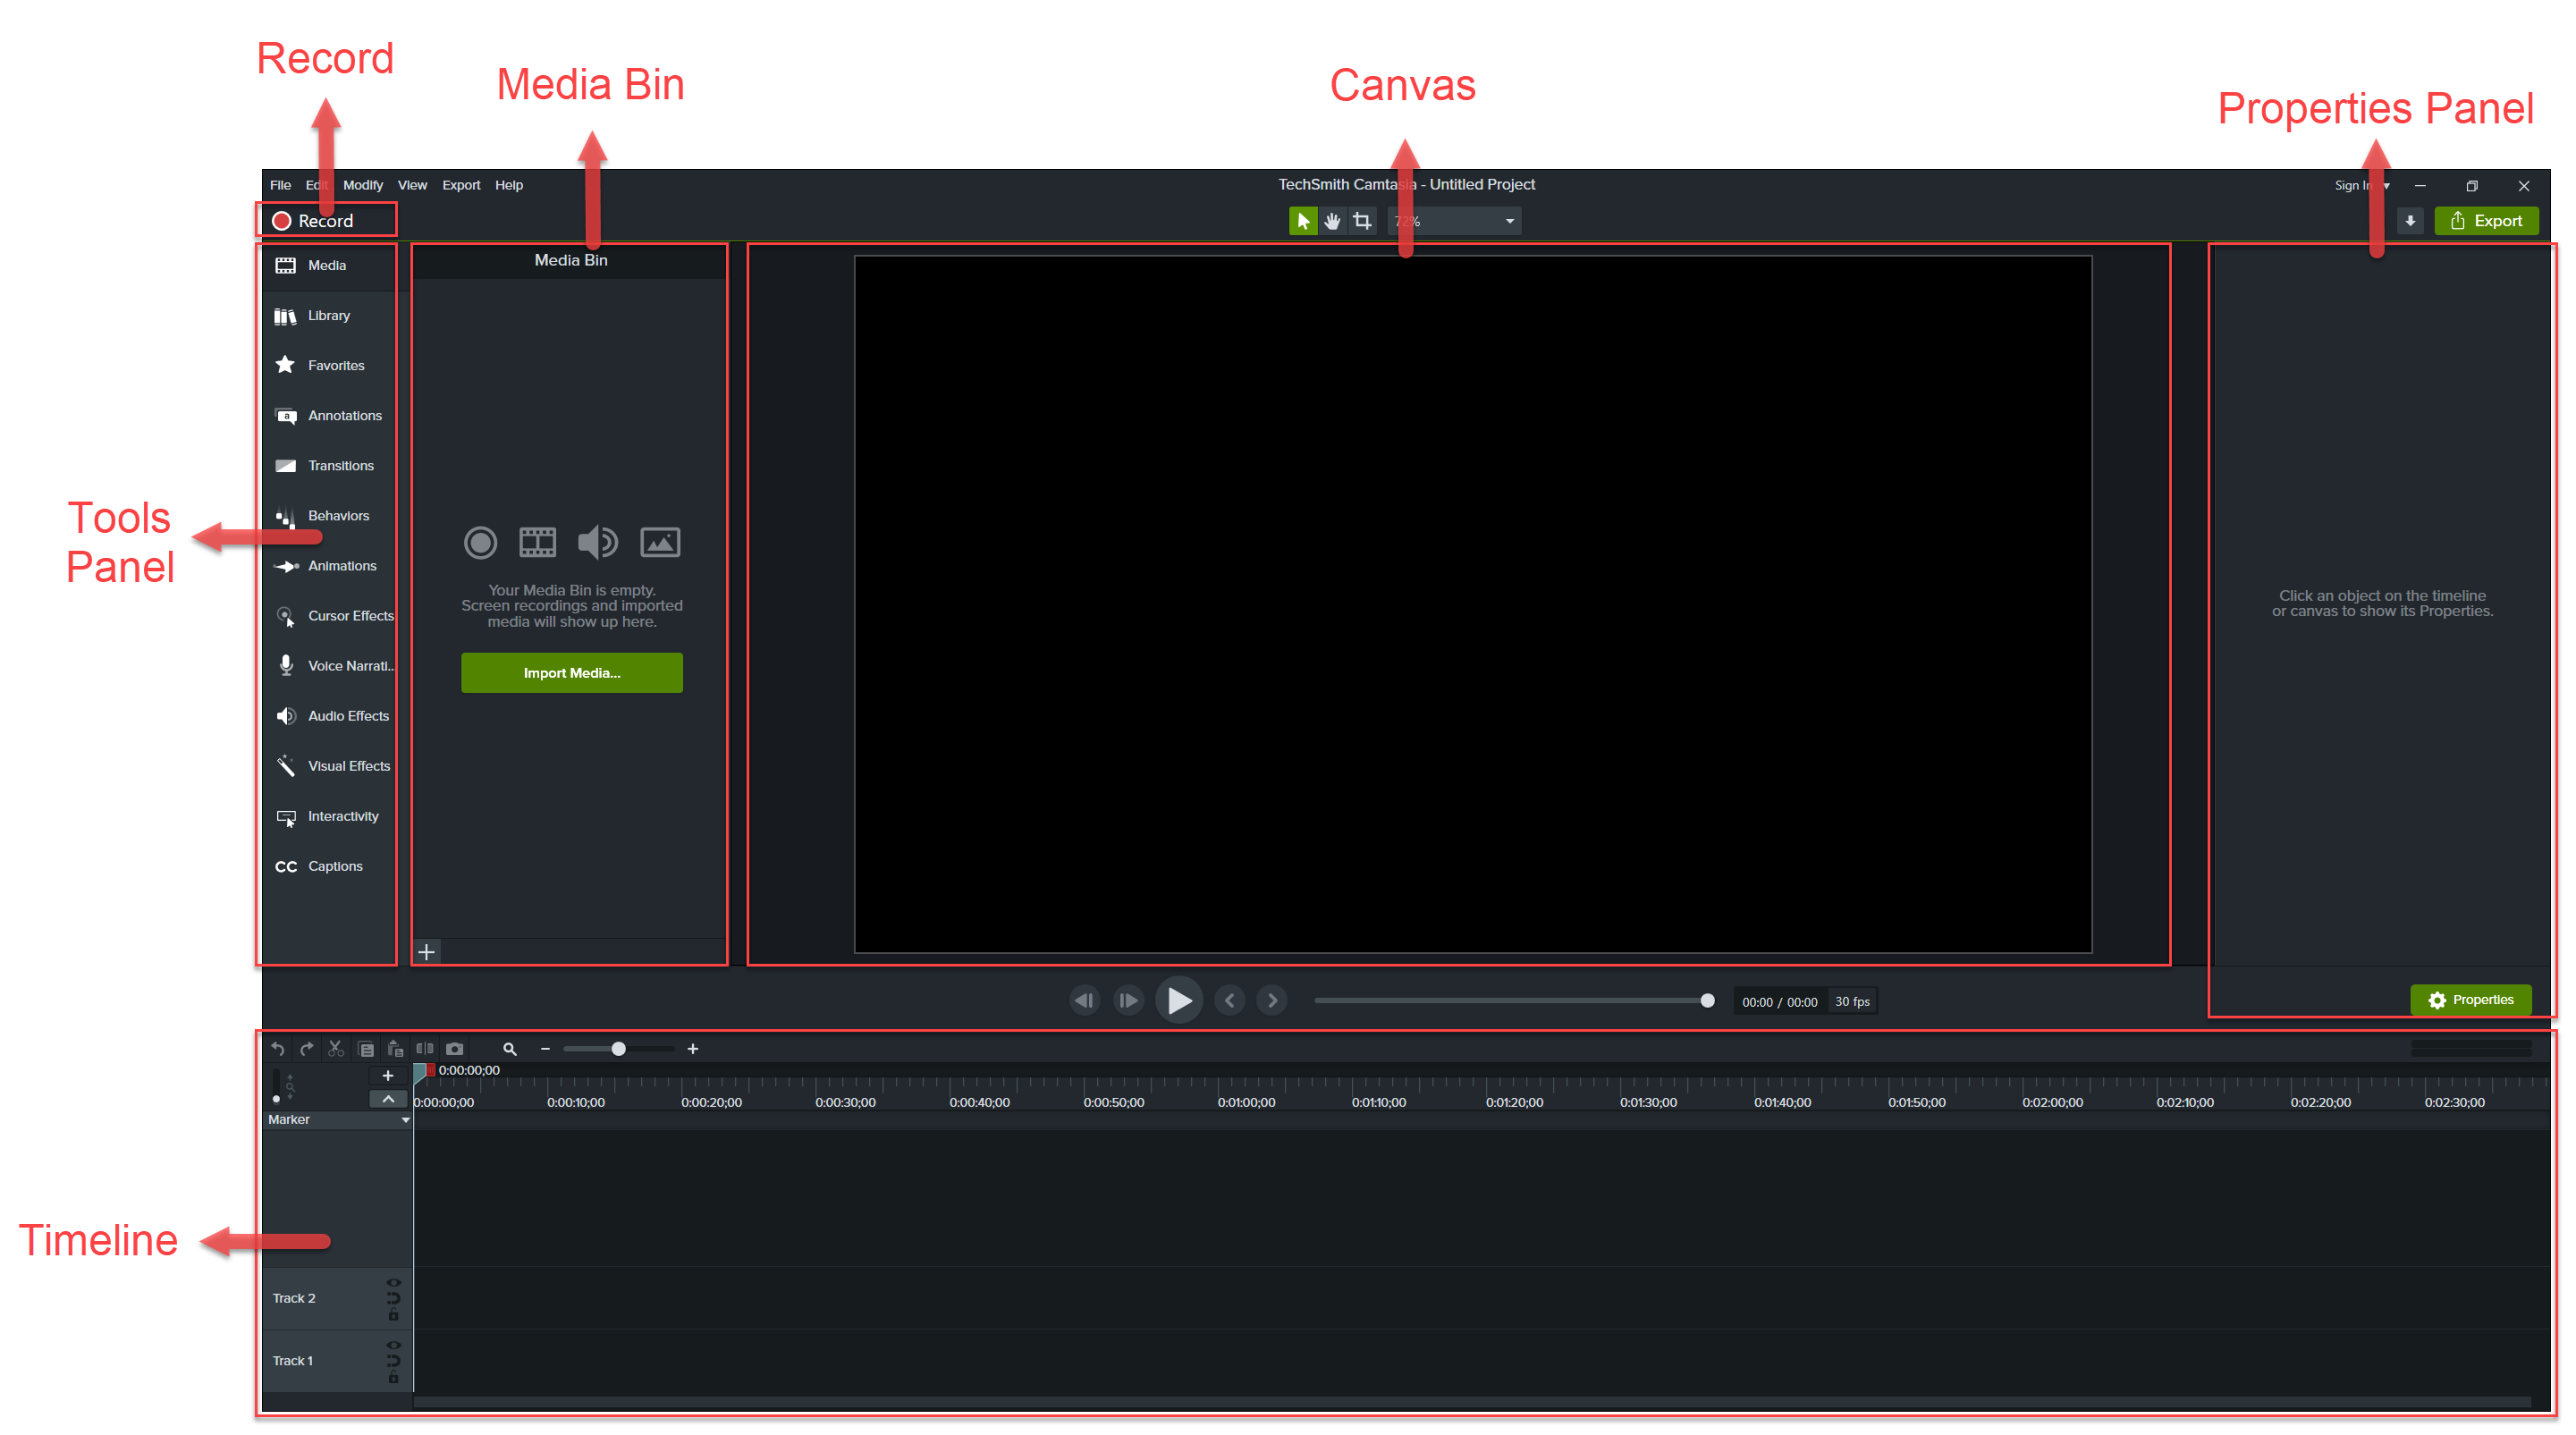 Record
Media Bin
Canvas
Properties Panel
File Edit Modify View Export Help
TechSmith Camtasia - Untitled Project
Sign In
Record
72%
Export
Media
Library
Favorites
a
Annotations
Transitions
Behaviors
Animations
Cursor Effects
Voice Narrati...
Audio Effects
Visual Effects
Interactivity
CC Captions
Tools
Panel
Media Bin
Your Media Bin is empty.
Screen recordings and imported
media will show up here.
Import Media...
Click an object on the timeline
or canvas to show its Properties.
00:00 / 00:00 30 fps
Properties
0:00:00;00
0:00:00;00 0:00:10;00 0:00:20;00 0:00:30;00 0:00:40;00 0:00:50;00 0:01:00;00 0:01:10;00 0:01:20;00 0:01:30;00 0:01:40;00 0:01:50;00 0:02:00;00 0:02:10;00 0:02:20;00 0:02:30;00
Marker
Timeline
Track 2
Track 1